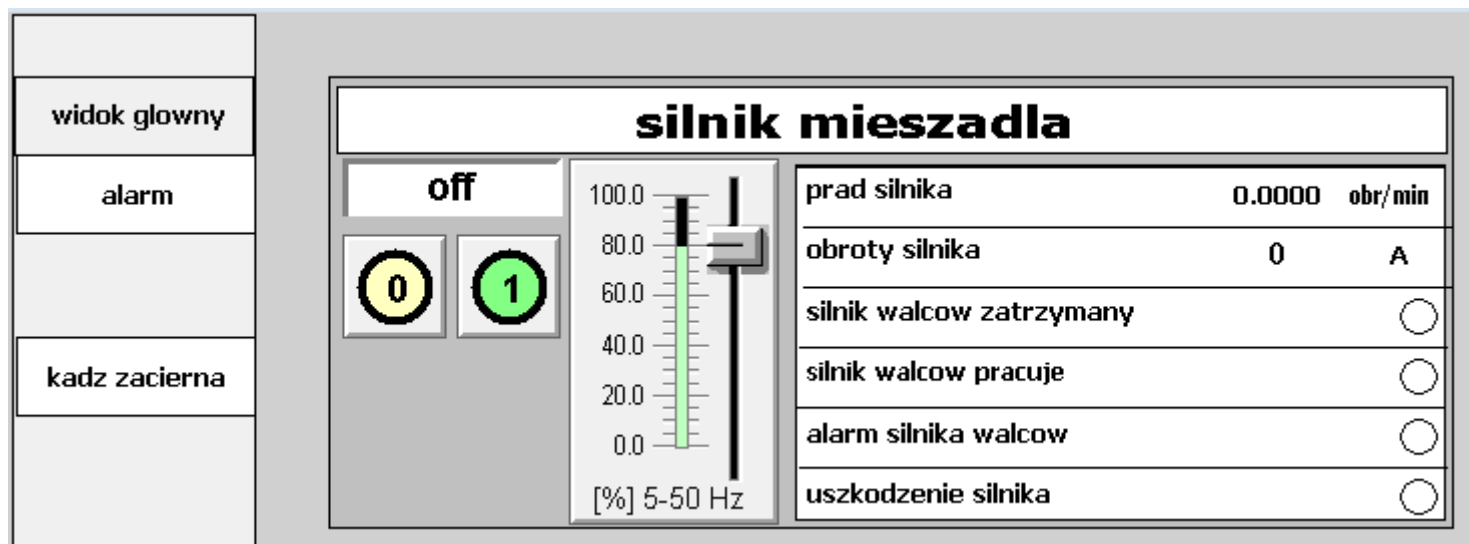 widok glowny
alarm
kadz zacierna
silnik mieszadla
off
0 1
100.0
80.0
60.0
40.0
20.0
0.0
[%] 5-50 Hz
prad silnika 0.0000 obr/min
obroty silnika 0 A
silnik walcow zatrzymany
silnik walcow pracuje
alarm silnika walcow
uszkodzenie silnika